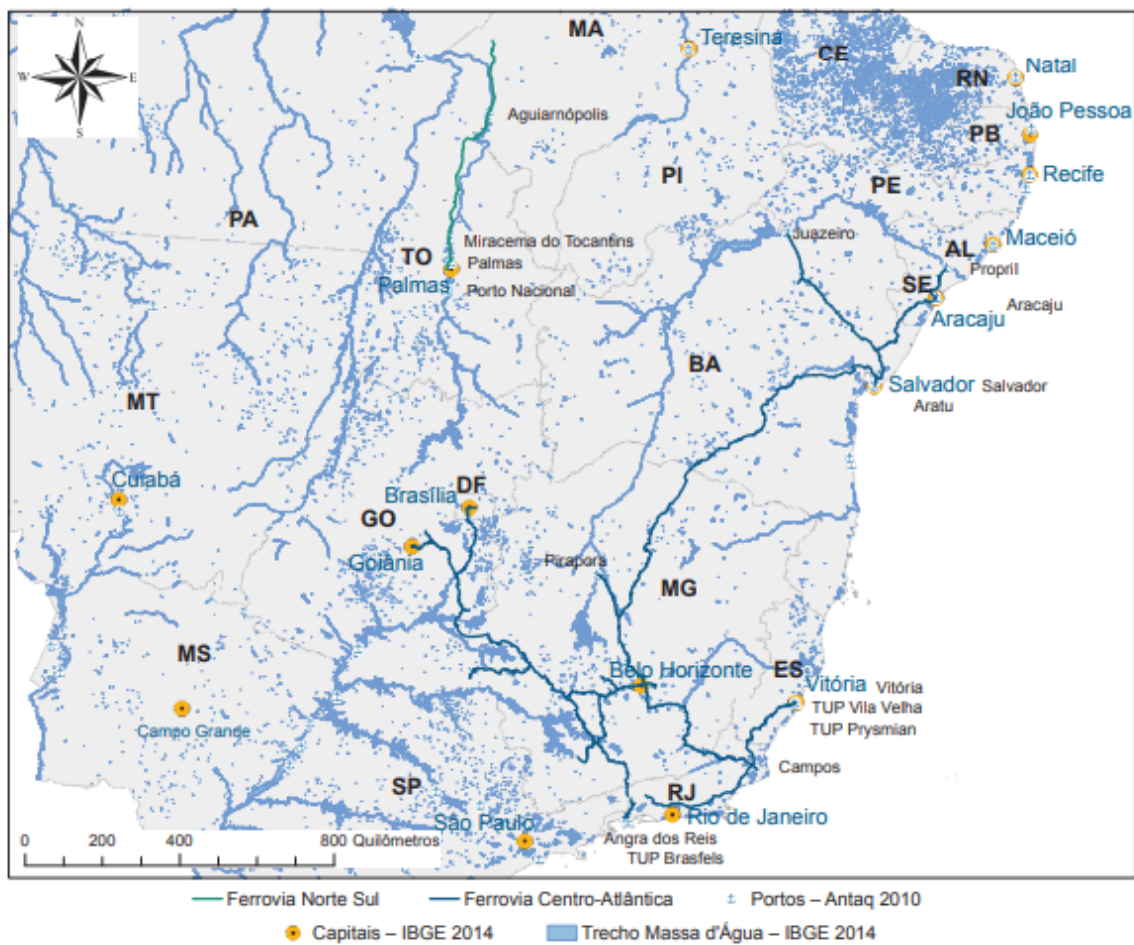 N
W E
S
MA
Teresina
CE
RN
Natal
Aguiarnópolis
João Pessoa
PB
PI
Recife
PE
PA
Juazeiro
Miracema do Tocantins
TO
Palmas
Palmas
Porto Nacional
AL
Maceió
Propril
SE
Aracaju
Aracaju
BA
MT
Salvador
Salvador
Aratu
Cuiabá
DF
Brasília
GO
Goiânia
Pirapora
MG
MS
Belo Horizonte
ES
Vitória
Vitória
TUP Vila Velha
TUP Prysmian
Campo Grande
Campos
SP
RJ
São Paulo
Rio de Janeiro
Angra dos Reis
TUP Brasfels
0 200 400 800 Quilômetros
Ferrovia Norte Sul
Ferrovia Centro-Atlântica
Portos – Antaq 2010
Capitais – IBGE 2014
Trecho Massa d'Água – IBGE 2014